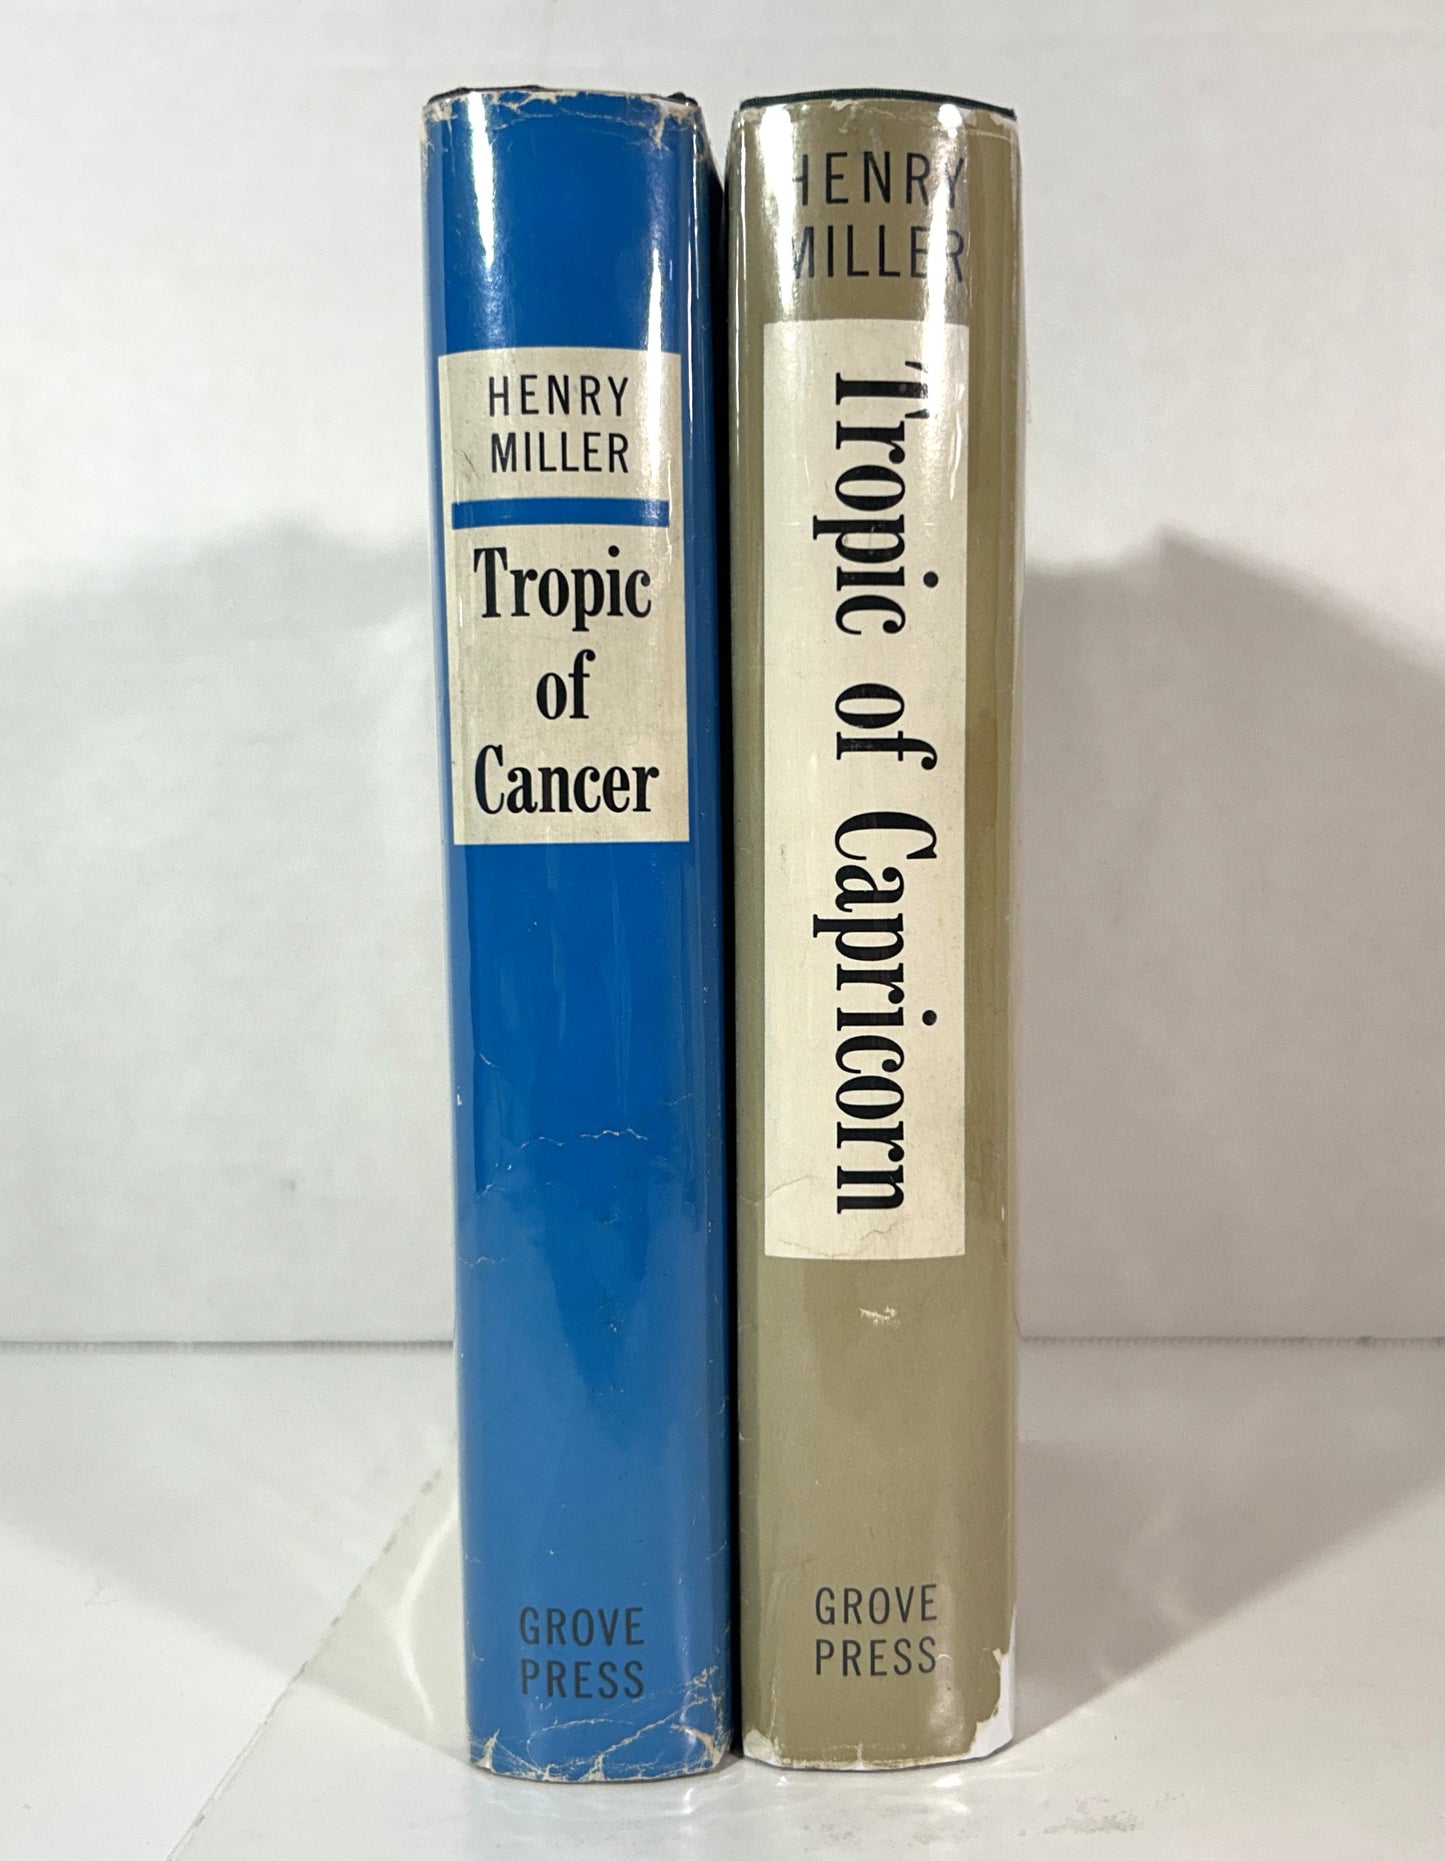 HENRY
MILLER
Tropic
of
Cancer
GROVE
PRESS
HENRY
MILLER
Tropic of Capricorn
GROVE
PRESS